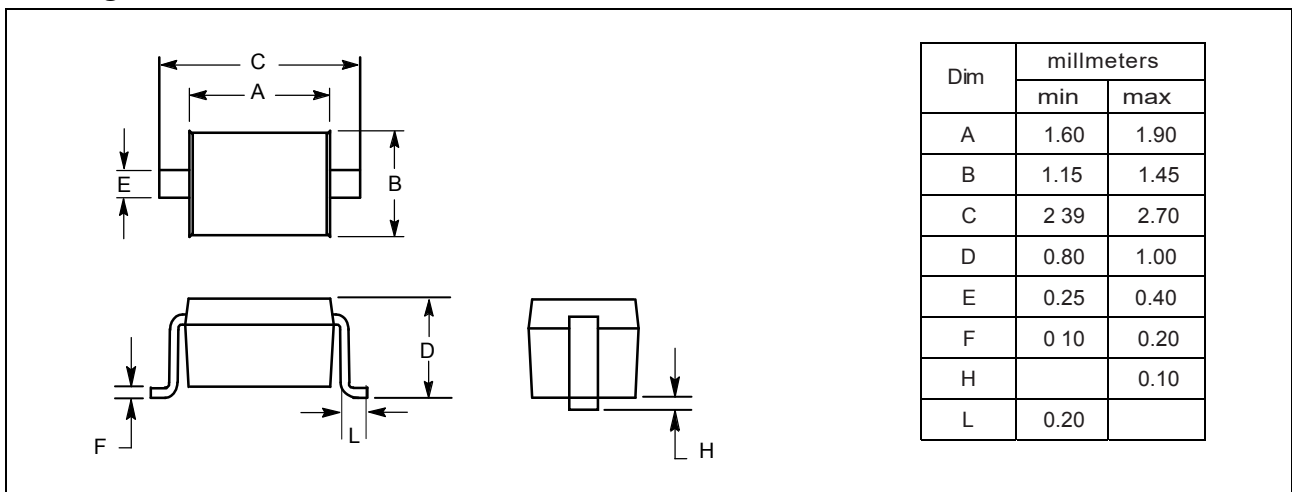 C
A
E
B
D
F
L
H
Dim millmeters
min max
A 1.60 1.90
B 1.15 1.45
C 2 39 2.70
D 0.80 1.00
E 0.25 0.40
F 0 10 0.20
H 0.10
L 0.20